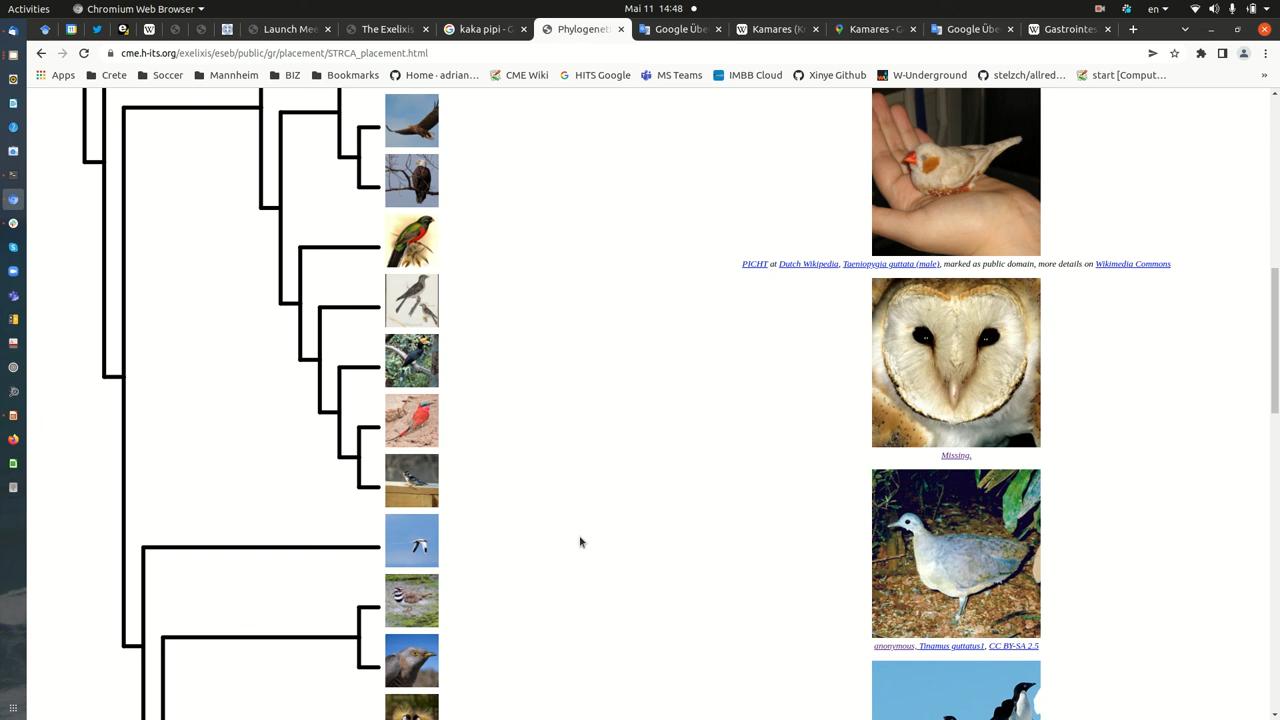 Activities
Chromium Web Browser
Mai 11 14:48
Launch Mee
The Exelixis
kaka pipi - G
Phylogeneti
Google Übe
Kamares (Kr
Kamares - G
Google Übe
Gastrointes
cme.h-its.org/exelixis/eseb/public/gr/placement/STRCA_placement.html
Apps
Crete
Soccer
Mannheim
BIZ
Bookmarks
Home · adrian…
CME Wiki
HITS Google
MS Teams
IMBB Cloud
Xinye Github
W-Underground
stelzch/allred…
start [Comput…
»
PICHT at Dutch Wikipedia, Taeniopygia guttata (male), marked as public domain, more details on Wikimedia Commons
Missing.
anonymous, Tinamus guttatus1, CC BY-SA 2.5